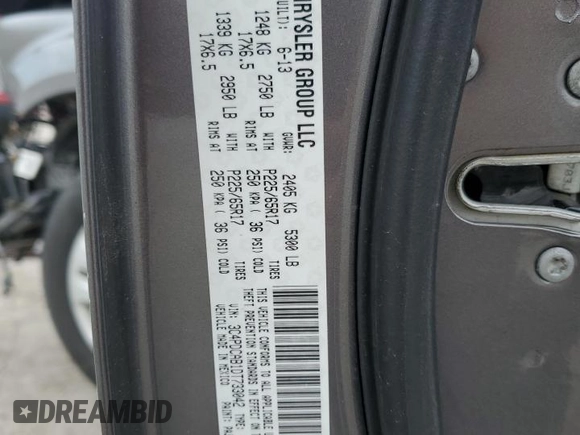 CHRYSLER GROUP LLC
6-13 GVWR: 2405 KG 5300 LB
1248 KG 2750 LB WITH P225/65R17 TIRES
17X6.5 RIMS AT 250 KPA ( 36 PSI) COLD
1339 KG 2950 LB WITH P225/65R17 TIRES
17X6.5 RIMS AT 250 KPA ( 36 PSI) COLD
THIS VEHICLE CONFORMS TO ALL APPLICABLE
THEFT PREVENTION STANDARDS IN EFFECT ON
VIN: 3C4PDCAB1DT733042
VEHICLE MADE IN MEXICO PAINT:
DREAMBID